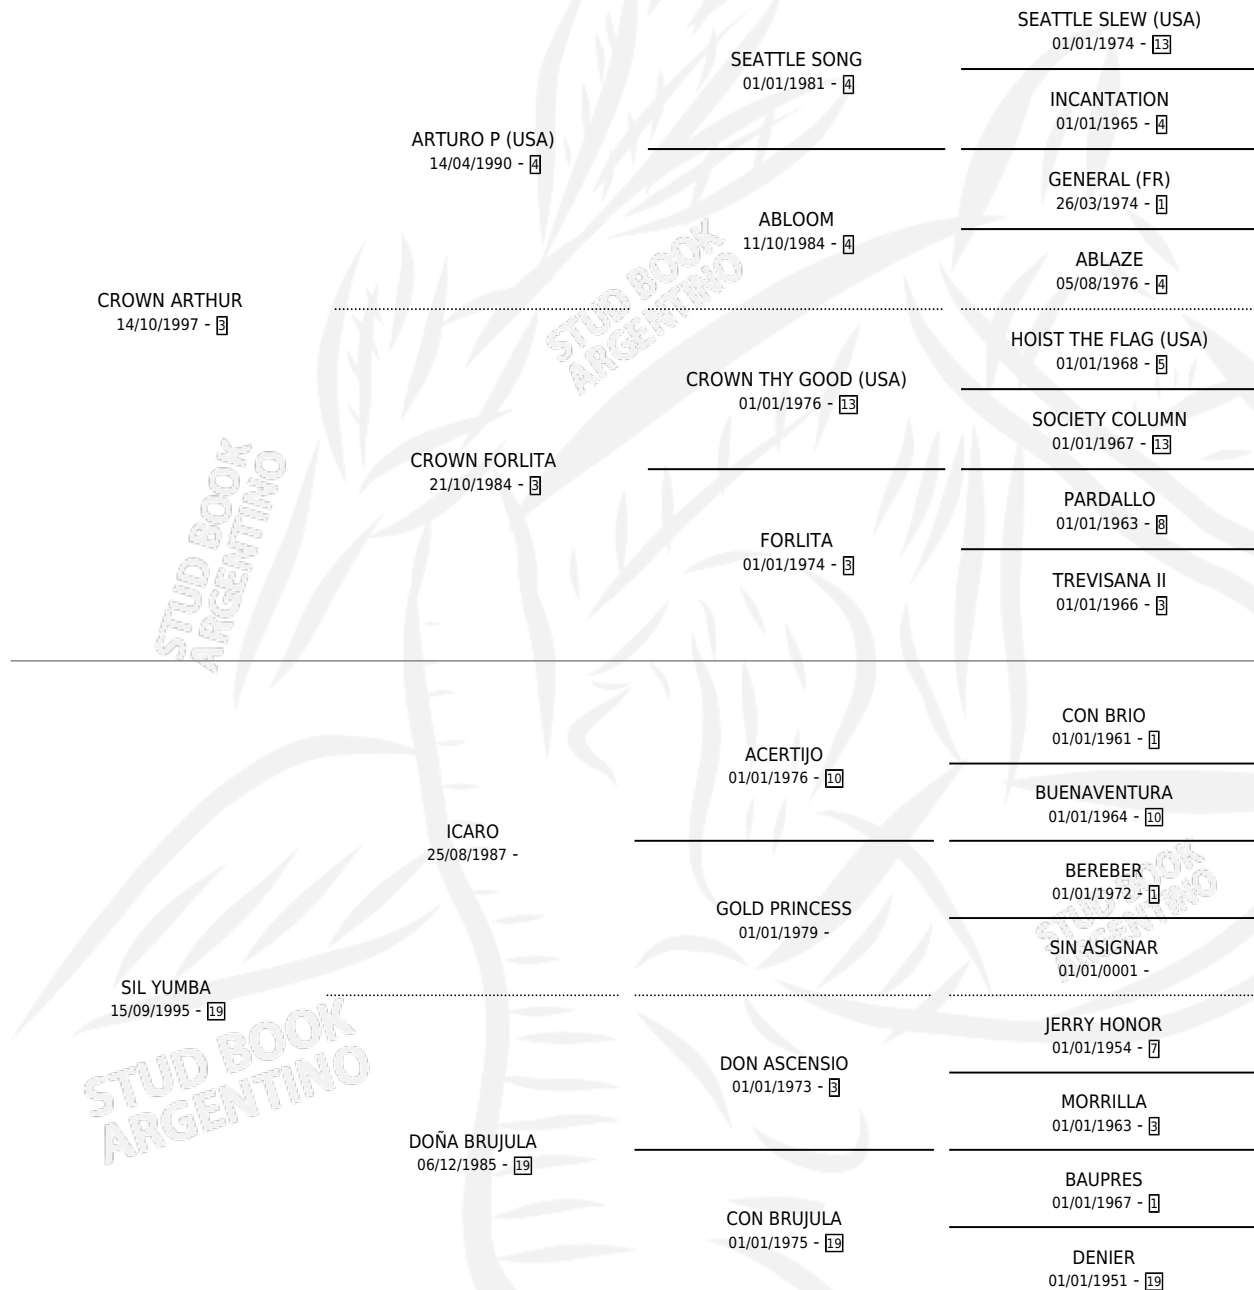 SEATTLE SLEW (USA)
01/01/1974 - 13
SEATTLE SONG
01/01/1981 - 4
INCANTATION
01/01/1965 - 4
ARTURO P (USA)
14/04/1990 - 4
GENERAL (FR)
26/03/1974 - 1
ABLOOM
11/10/1984 - 4
ABLAZE
05/08/1976 - 4
CROWN ARTHUR
14/10/1997 - 3
HOIST THE FLAG (USA)
01/01/1968 - 5
CROWN THY GOOD (USA)
01/01/1976 - 13
SOCIETY COLUMN
01/01/1967 - 13
CROWN FORLITA
21/10/1984 - 3
PARDALLO
01/01/1963 - 8
FORLITA
01/01/1974 - 3
TREVISANA II
01/01/1966 - 3
CON BRIO
01/01/1961 - 1
ACERTIJO
01/01/1976 - 10
BUENAVENTURA
01/01/1964 - 10
ICARO
25/08/1987 -
BEREBER
01/01/1972 - 1
GOLD PRINCESS
01/01/1979 -
SIN ASIGNAR
01/01/0001 -
SIL YUMBA
15/09/1995 - 19
JERRY HONOR
01/01/1954 - 7
DON ASCENSIO
01/01/1973 - 3
MORRILLA
01/01/1963 - 3
DOÑA BRUJULA
06/12/1985 - 19
BAUPRES
01/01/1967 - 1
CON BRUJULA
01/01/1975 - 19
DENIER
01/01/1951 - 19
STUD BOOK
ARGENTINO
STUD BOOK
ARGENTINO
STUD BOOK
ARGENTINO
STUD BOOK
ARGENTINO